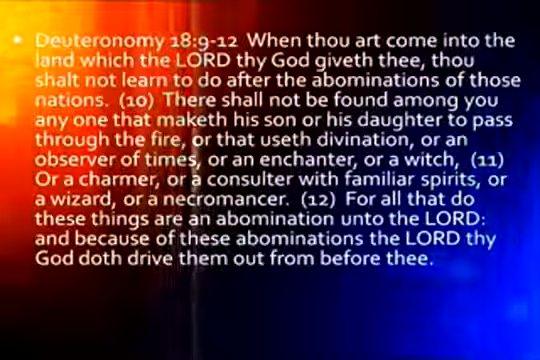 • Deuteronomy 18:9-12 When thou art come into the
land which the LORD thy God giveth thee, thou
shalt not learn to do after the abominations of those
nations. (10) There shall not be found among you
any one that maketh his son or his daughter to pass
through the fire, or that useth divination, or an
observer of times, or an enchanter, or a witch, (11)
Or a charmer, or a consulter with familiar spirits, or
a wizard, or a necromancer. (12) For all that do
these things are an abomination unto the LORD:
and because of these abominations the LORD thy
God doth drive them out from before thee.